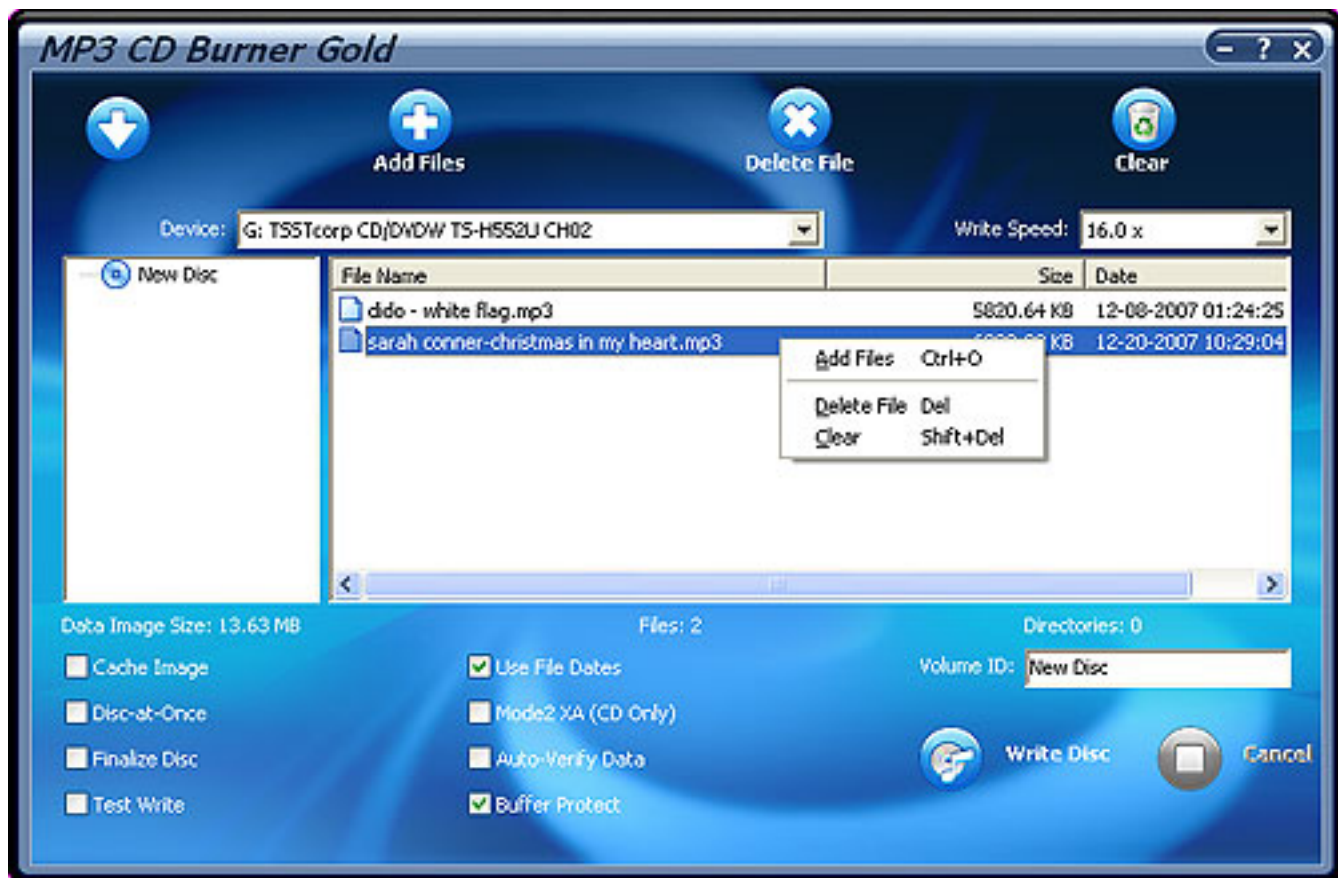 MP3 CD Burner Gold
Add Files
Delete File
Clear
Device: G: TSSTcorp CD/DVDW TS-H552U CH02
Write Speed: 16.0 x
New Disc
File Name Size Date
dido - white flag.mp3 5820.64 KB 12-08-2007 01:24:25
sarah conner-christmas in my heart.mp3 KB 12-20-2007 10:29:04
Add Files Ctrl+O
Delete File Del
Clear Shift+Del
Data Image Size: 13.63 MB Files: 2 Directories: 0
Cache Image Use File Dates Volume ID: New Disc
Disc-at-Once Mode2 XA (CD Only)
Finalize Disc Auto-Verify Data Write Disc Cancel
Test Write Buffer Protect